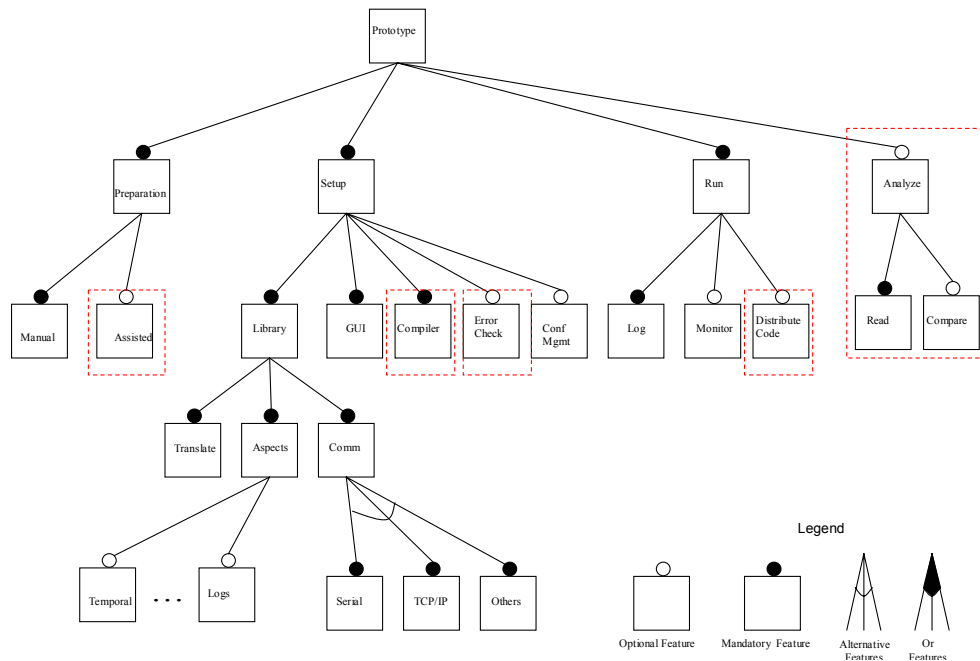 Prototype
Preparation
Setup
Run
Analyze
Manual
Assisted
Library
GUI
Compiler
Error
Check
Conf
Mgmt
Log
Monitor
Distribute
Code
Read
Compare
Translate
Aspects
Comm
Temporal
...
Logs
Serial
TCP/IP
Others
Legend
Optional Feature
Mandatory Feature
Alternative
Features
Or
Features